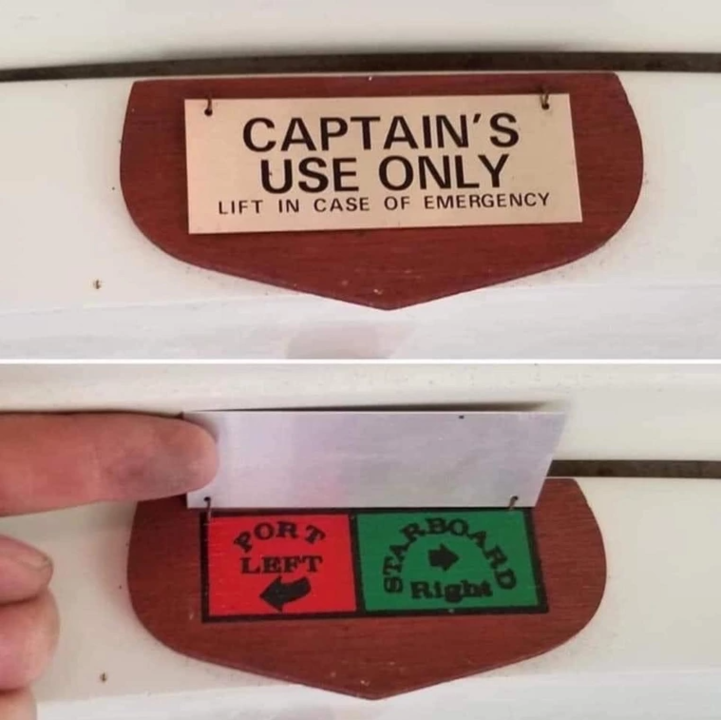 CAPTAIN'S
USE ONLY
LIFT IN CASE OF EMERGENCY
PORT
LEFT
STARBOARD
Right